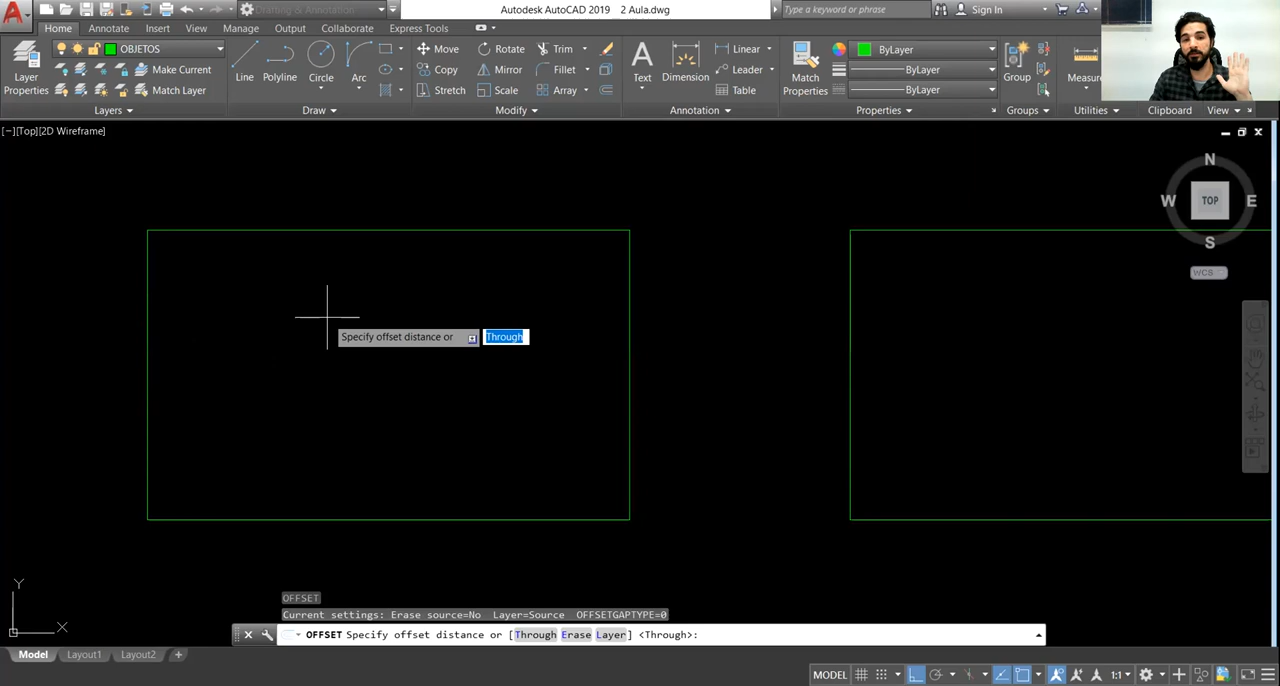 Drafting & Annotation
Autodesk AutoCAD 2019 2 Aula.dwg
Type a keyword or phrase
Sign In
Home Annotate Insert View Manage Output Collaborate Express Tools
Layer Properties
OBJETOS
Make Current
Match Layer
Layers
Line
Polyline
Circle
Arc
Draw
Move Rotate Trim
Copy Mirror Fillet
Stretch Scale Array
Modify
Text
Dimension
Linear
Leader
Table
Annotation
Match Properties
ByLayer
ByLayer
ByLayer
Properties
Group
Groups
Measure
Utilities
Clipboard
View
[−][Top][2D Wireframe]
N
W TOP E
S
WCS
Specify offset distance or Through
Y
X
OFFSET
Current settings: Erase source=No Layer=Source OFFSETGAPTYPE=0
OFFSET Specify offset distance or [Through Erase Layer] <Through>:
Model Layout1 Layout2 +
MODEL 1:1